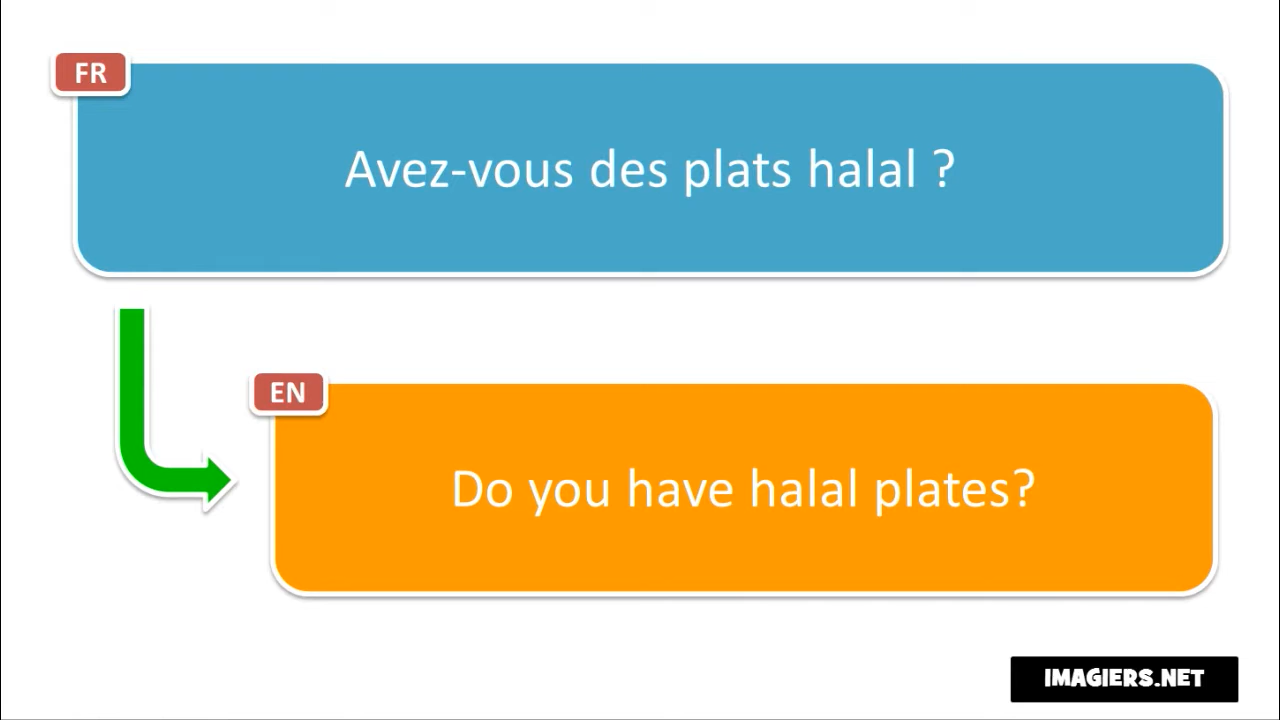 FR
Avez-vous des plats halal ?
EN
Do you have halal plates?
IMAGIERS.NET